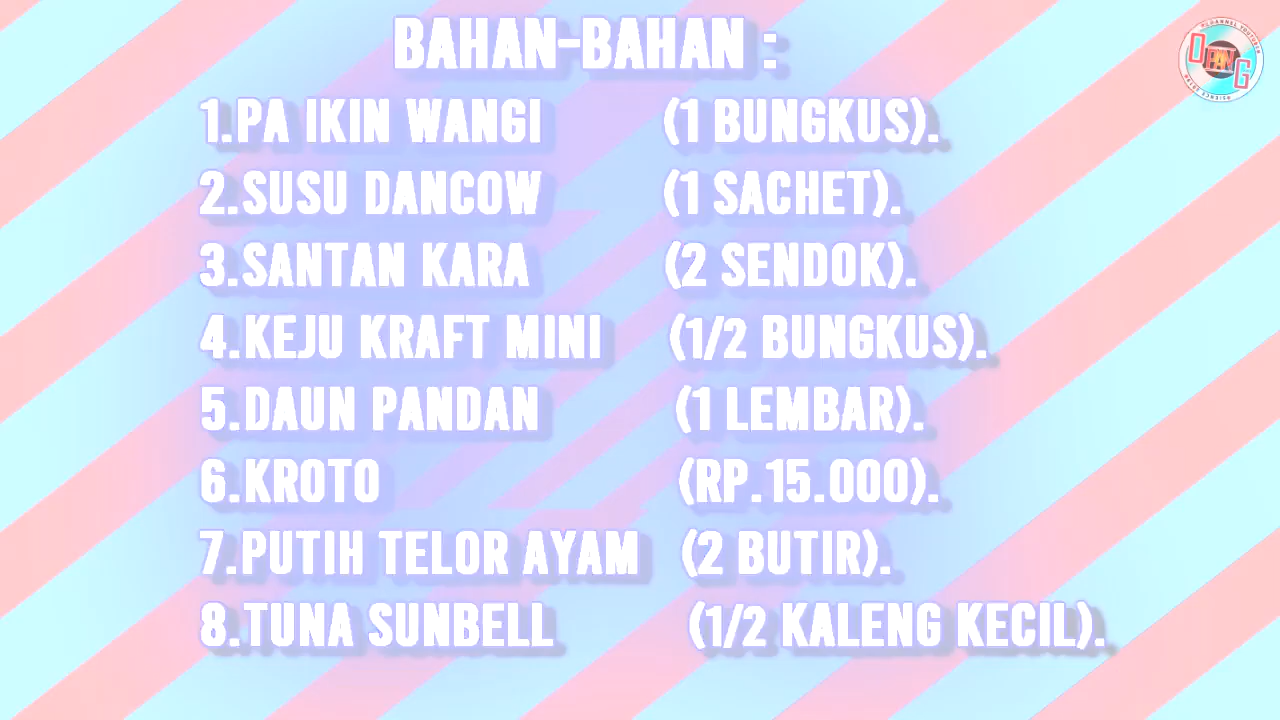 BAHAN-BAHAN :
1.PA IKIN WANGI (1 BUNGKUS).
2.SUSU DANCOW (1 SACHET).
3.SANTAN KARA (2 SENDOK).
4.KEJU KRAFT MINI (1/2 BUNGKUS).
5.DAUN PANDAN (1 LEMBAR).
6.KROTO (RP.15.000).
7.PUTIH TELOR AYAM (2 BUTIR).
8.TUNA SUNBELL (1/2 KALENG KECIL).